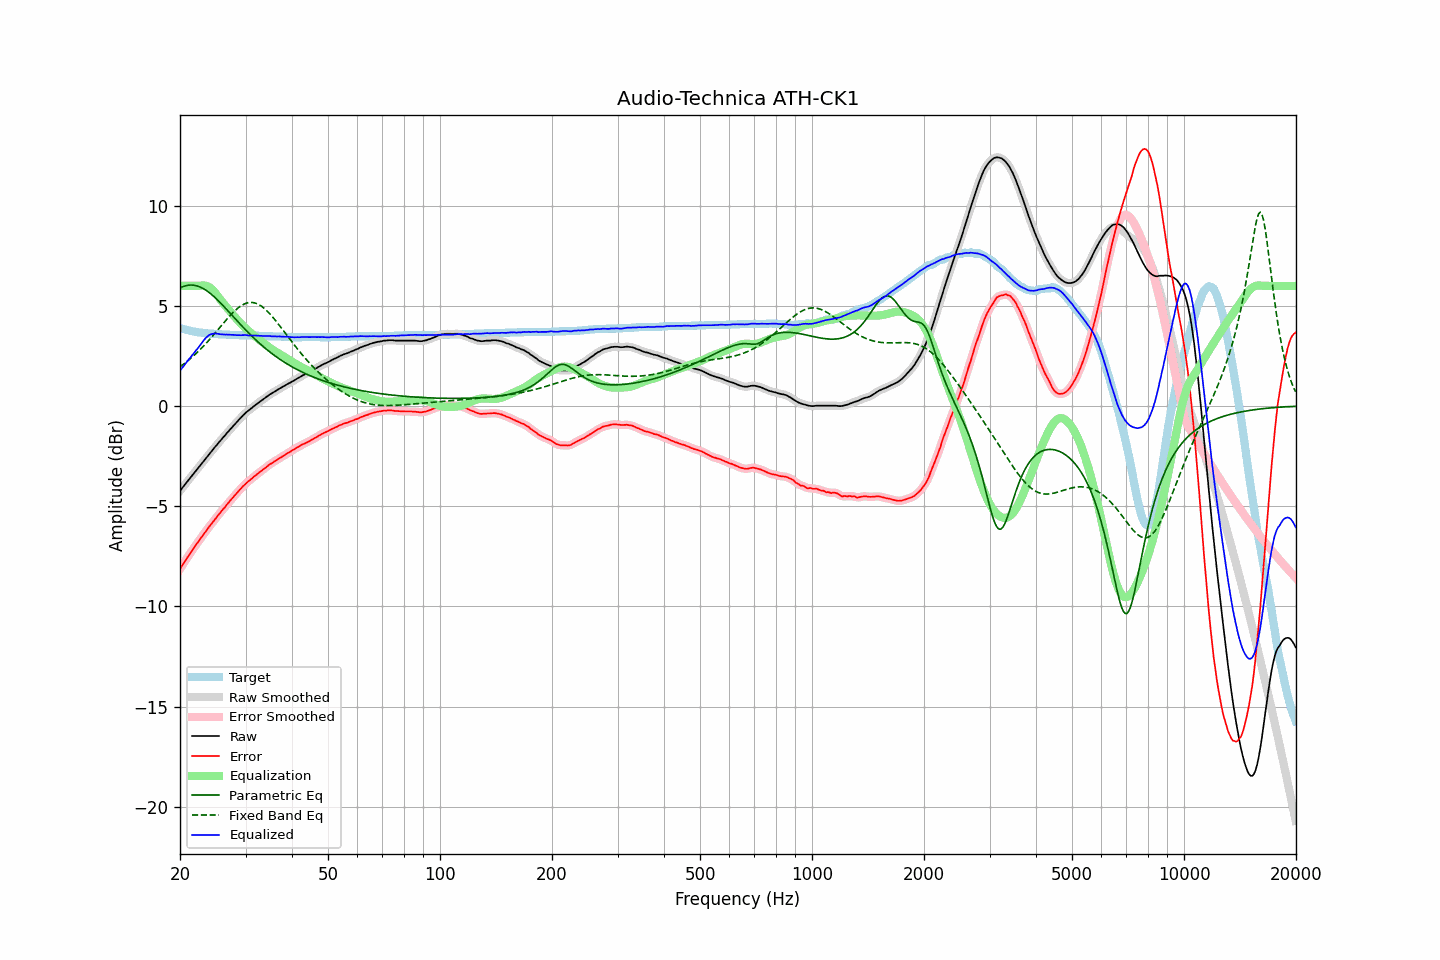 Audio-Technica ATH-CK1
Amplitude (dBr)
10
5
0
−5
−10
−15
−20
Target
Raw Smoothed
Error Smoothed
Raw
Error
Equalization
Parametric Eq
Fixed Band Eq
Equalized
20 50 100 200 500 1000 2000 5000 10000 20000
Frequency (Hz)